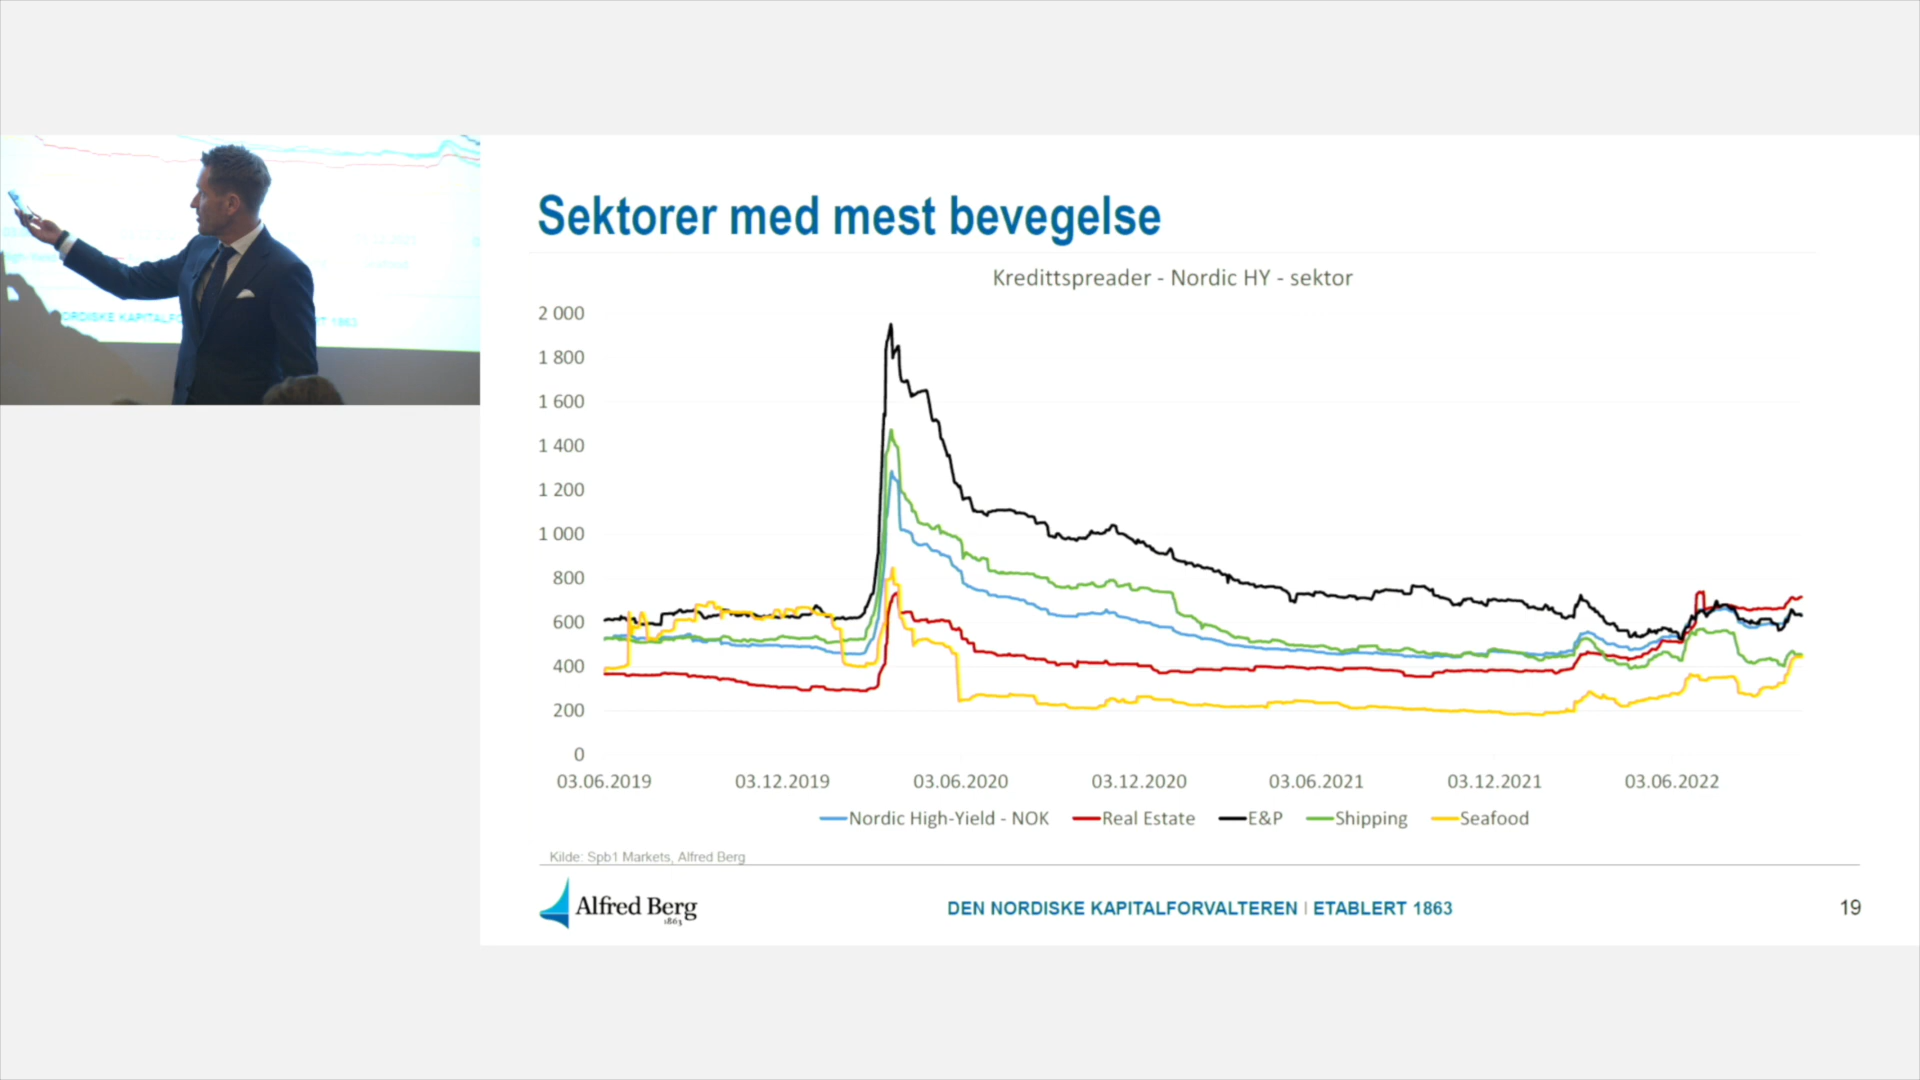 Sektorer med mest bevegelse
Kredittspreader - Nordic HY - sektor
2 000
1 800
1 600
1 400
1 200
1 000
800
600
400
200
0
03.06.2019 03.12.2019 03.06.2020 03.12.2020 03.06.2021 03.12.2021 03.06.2022
Nordic High-Yield - NOK Real Estate E&P Shipping Seafood
Kilde: Spb1 Markets, Alfred Berg
Alfred Berg
1863
DEN NORDISKE KAPITALFORVALTEREN | ETABLERT 1863
19